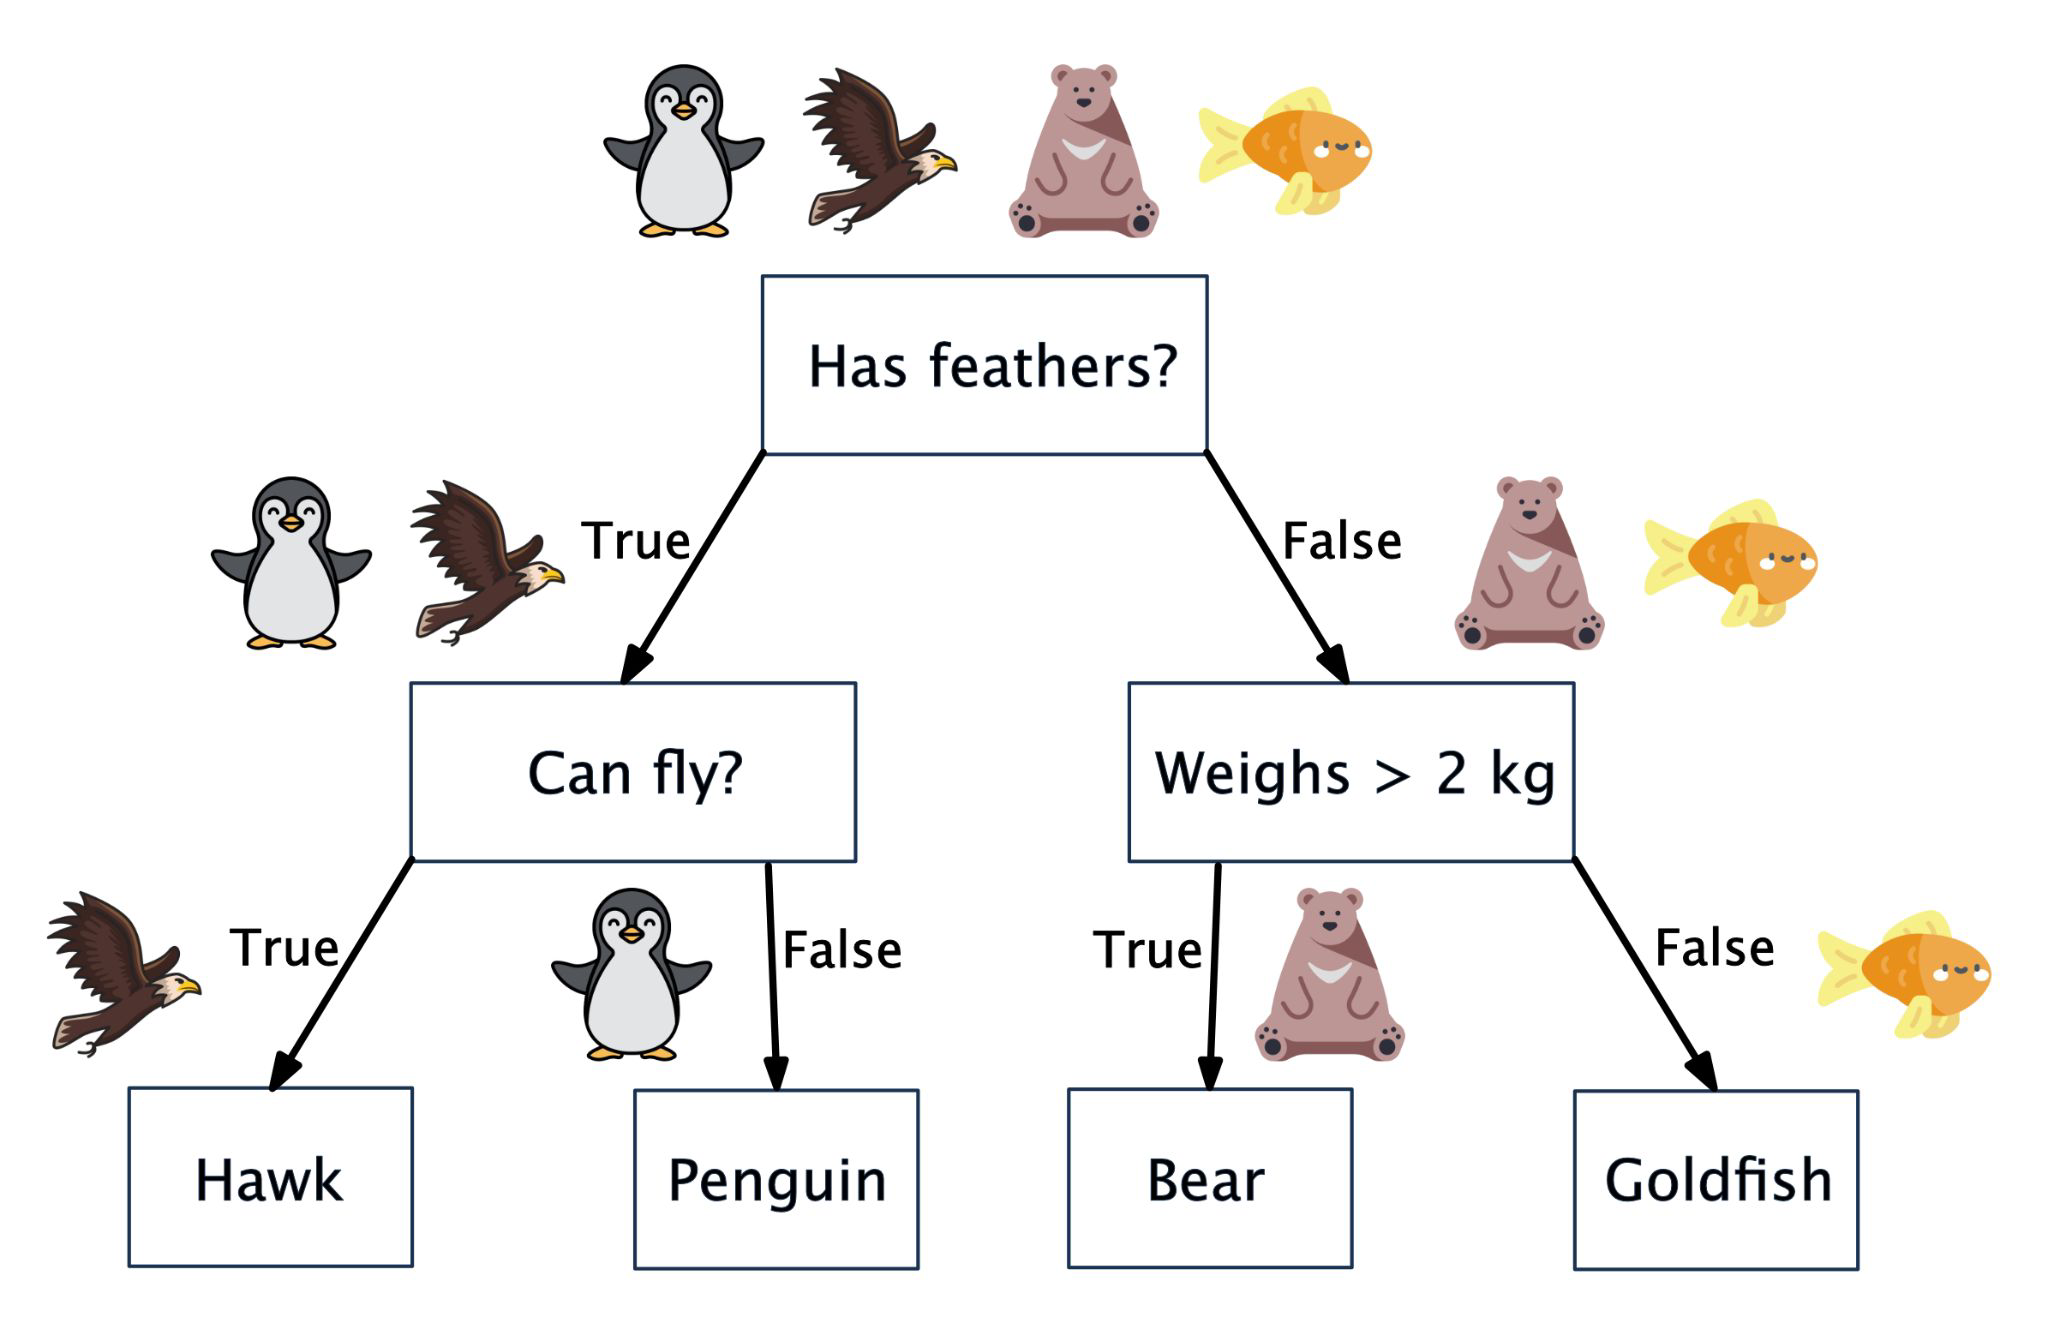 Has feathers?
True
False
Can fly?
Weighs > 2 kg
True
False
True
False
Hawk
Penguin
Bear
Goldfish